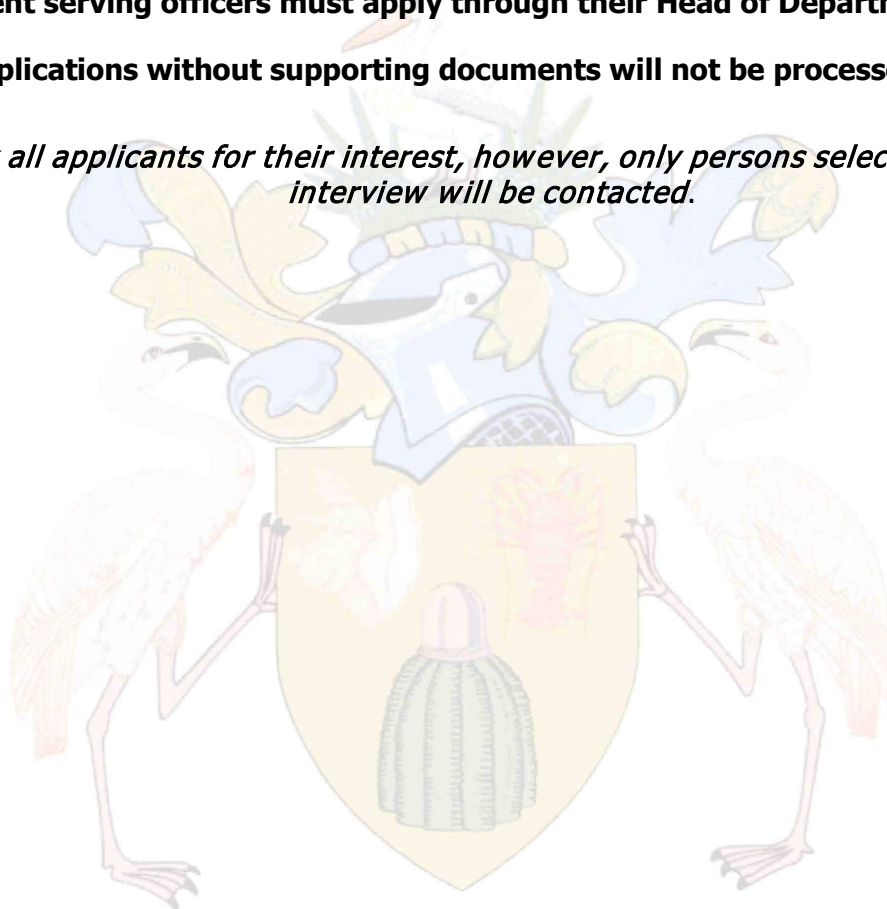 ent serving officers must apply through their Head of Departm
plications without supporting documents will not be processe
all applicants for their interest, however, only persons selec
interview will be contacted.